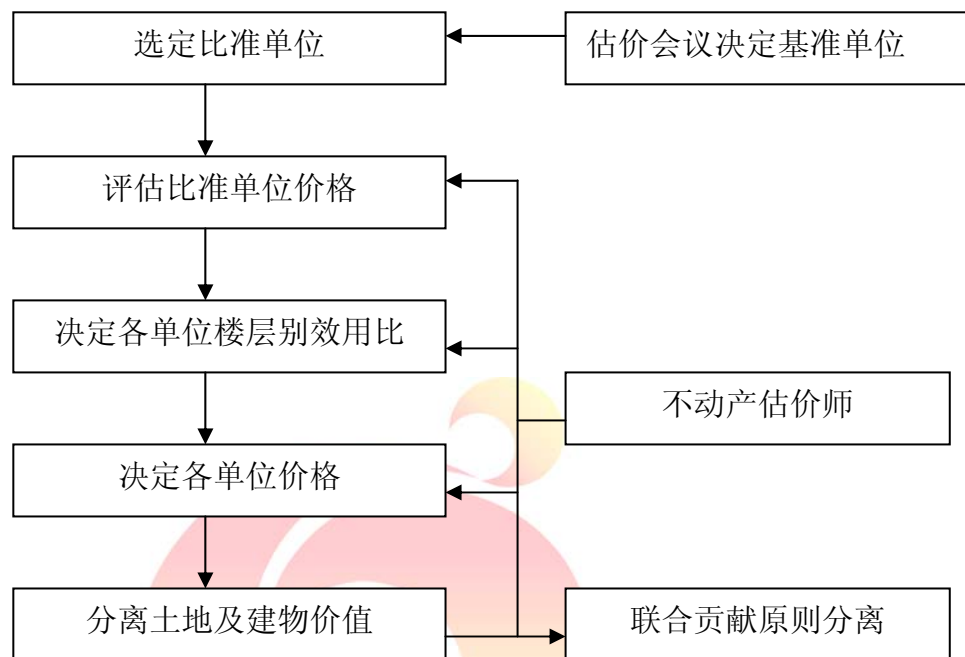 选定比准单位
估价会议决定基准单位
评估比准单位价格
决定各单位楼层别效用比
不动产估价师
决定各单位价格
分离土地及建物价值
联合贡献原则分离